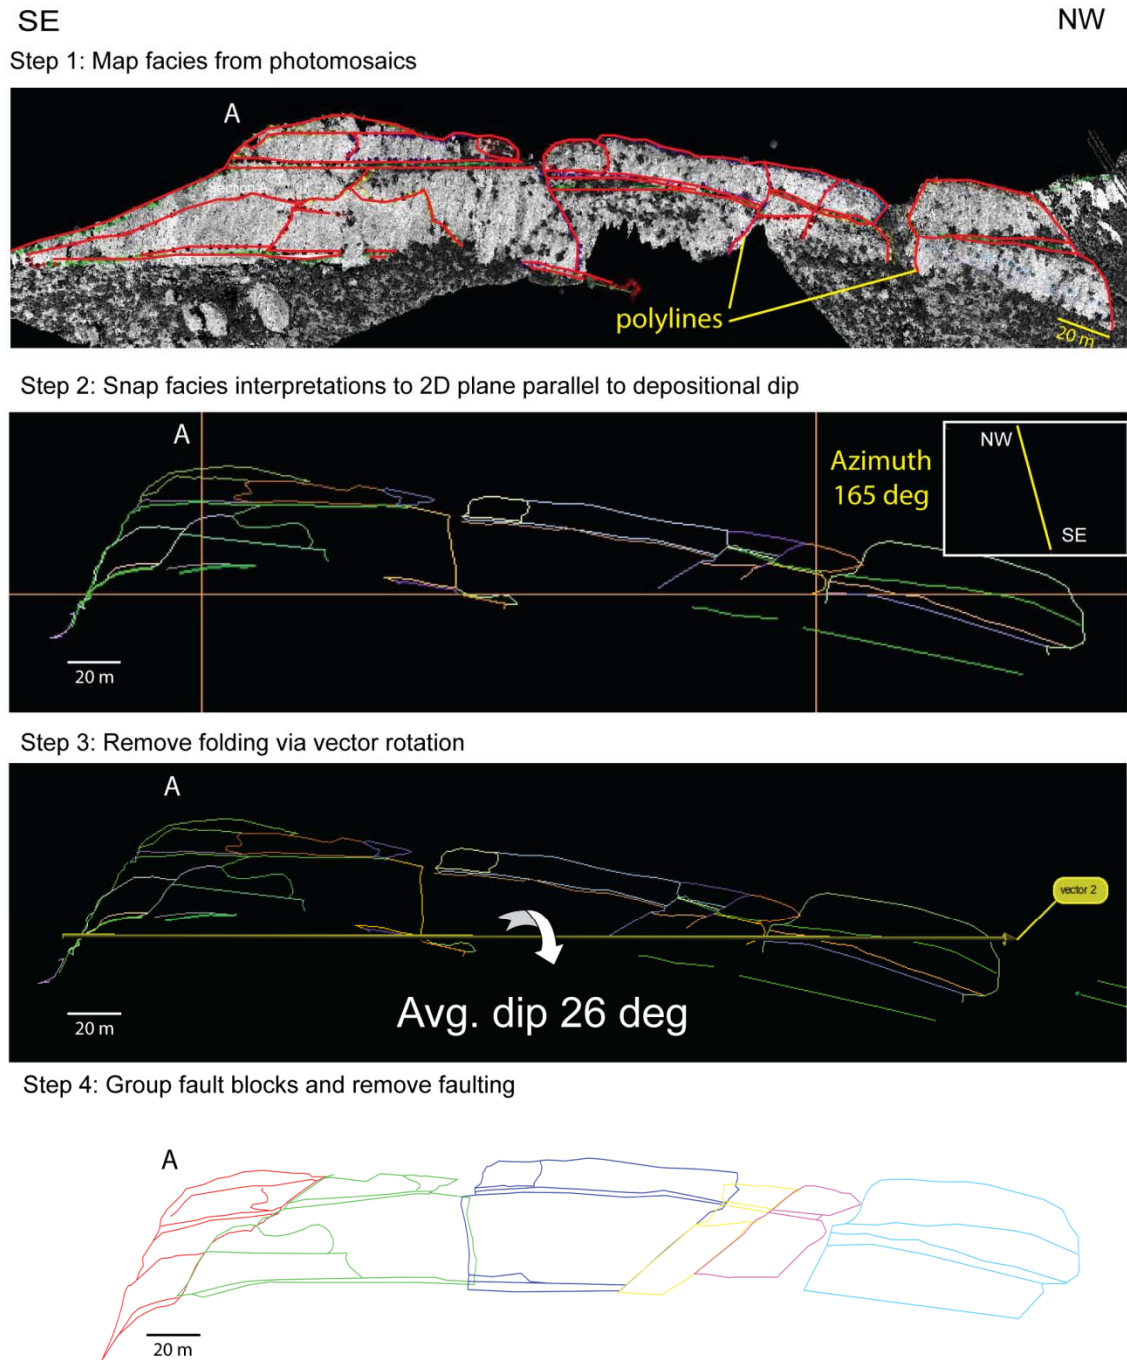 SE
NW
Step 1: Map facies from photomosaics
A
polylines
20 m
Step 2: Snap facies interpretations to 2D plane parallel to depositional dip
A
Azimuth
165 deg
NW
SE
20 m
Step 3: Remove folding via vector rotation
A
vector 2
Avg. dip 26 deg
20 m
Step 4: Group fault blocks and remove faulting
A
20 m